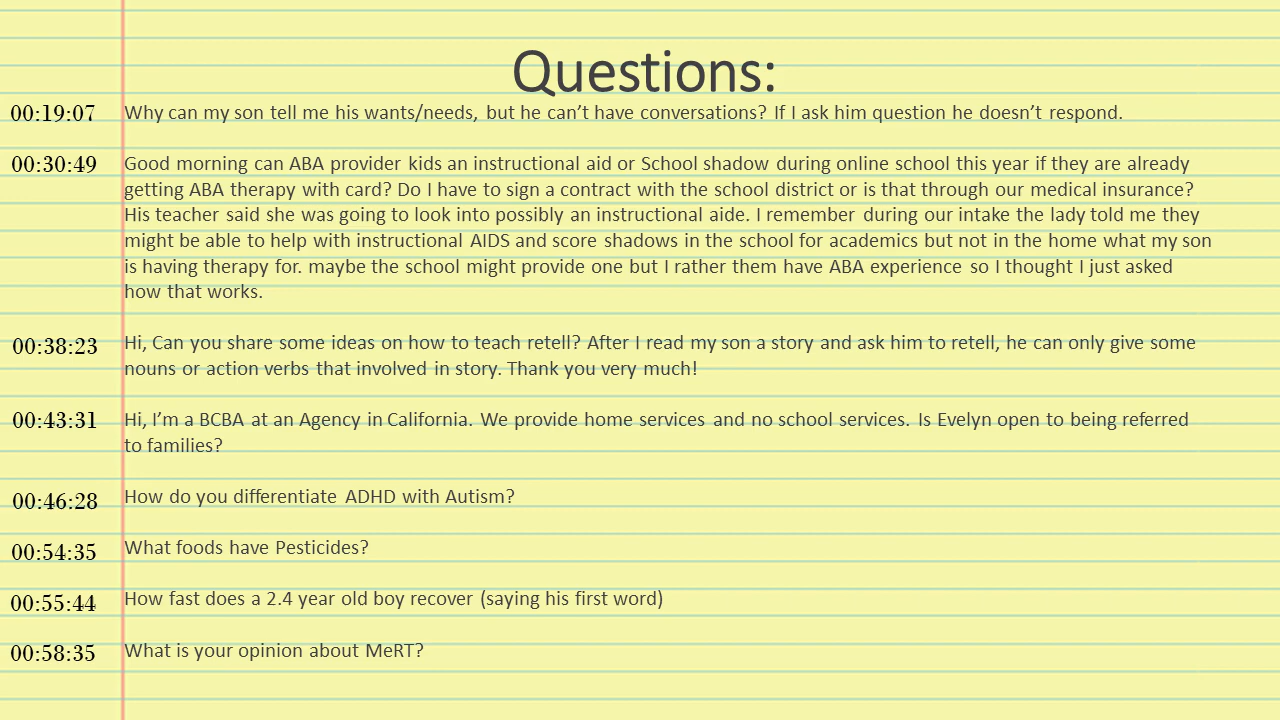 Questions:
00:19:07 Why can my son tell me his wants/needs, but he can’t have conversations? If I ask him question he doesn’t respond.
00:30:49 Good morning can ABA provider kids an instructional aid or School shadow during online school this year if they are already
getting ABA therapy with card? Do I have to sign a contract with the school district or is that through our medical insurance?
His teacher said she was going to look into possibly an instructional aide. I remember during our intake the lady told me they
might be able to help with instructional AIDS and score shadows in the school for academics but not in the home what my son
is having therapy for. maybe the school might provide one but I rather them have ABA experience so I thought I just asked
how that works.
00:38:23 Hi, Can you share some ideas on how to teach retell? After I read my son a story and ask him to retell, he can only give some
nouns or action verbs that involved in story. Thank you very much!
00:43:31 Hi, I’m a BCBA at an Agency in California. We provide home services and no school services. Is Evelyn open to being referred
to families?
00:46:28 How do you differentiate ADHD with Autism?
00:54:35 What foods have Pesticides?
00:55:44 How fast does a 2.4 year old boy recover (saying his first word)
00:58:35 What is your opinion about MeRT?